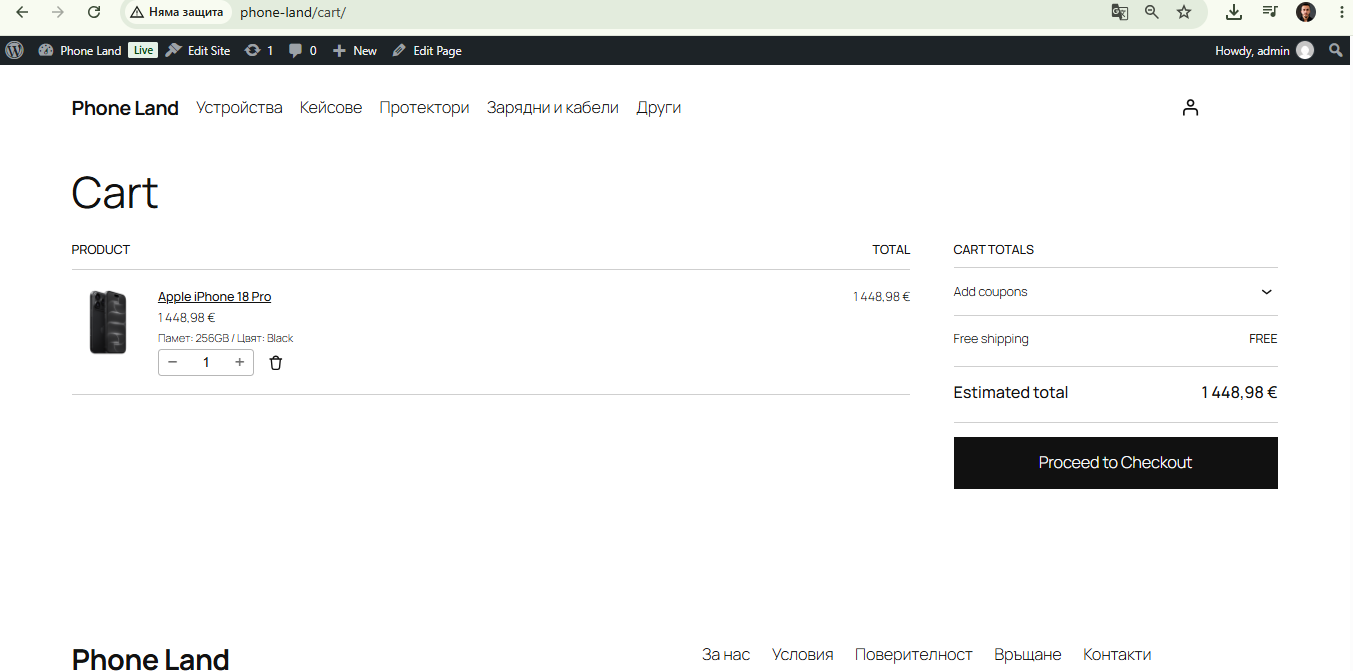 Няма защита phone-land/cart/
Phone Land Live Edit Site 1 0 New Edit Page Howdy, admin
Phone Land Устройства Кейсове Протектори Зарядни и кабели Други
Cart
PRODUCT TOTAL CART TOTALS
Apple iPhone 18 Pro 1 448,98 €
1 448,98 €
Памет: 256GB / Цвят: Black
− 1 +
Add coupons
Free shipping FREE
Estimated total 1 448,98 €
Proceed to Checkout
Phone Land За нас Условия Поверителност Връщане Контакти